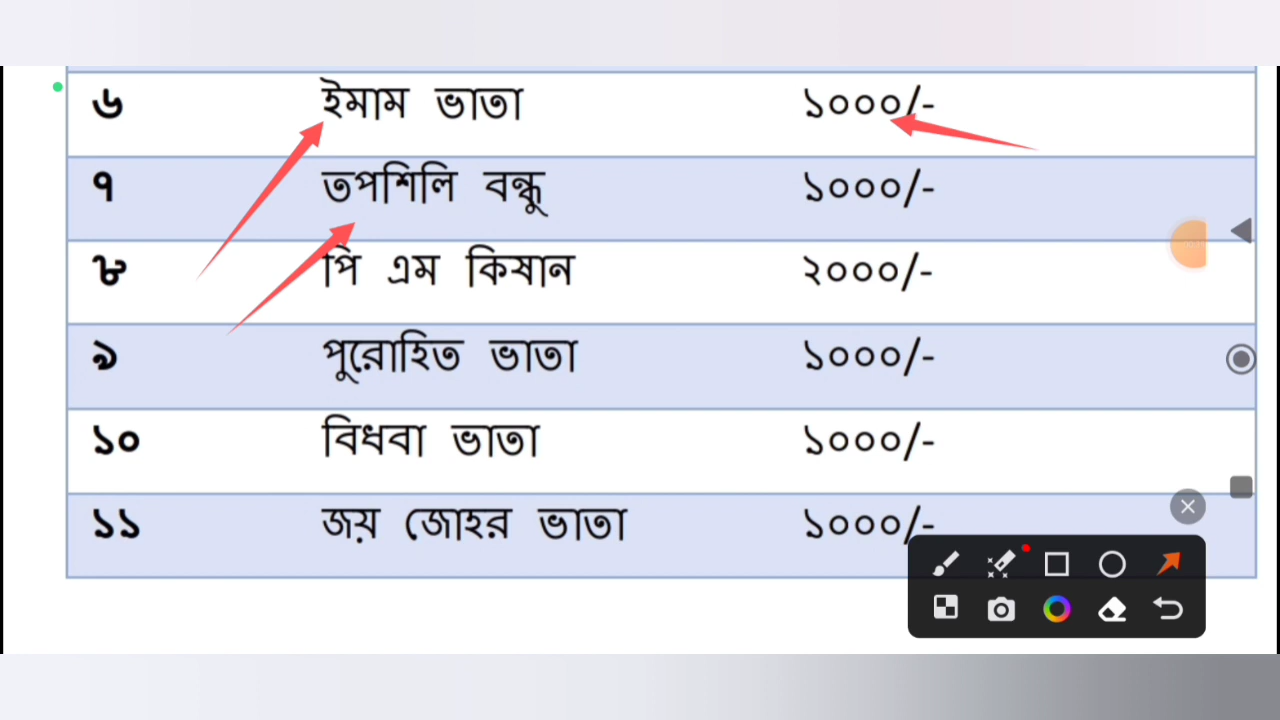 ৬ ইমাম ভাতা ১০০০/-
৭ তপশিলি বন্ধু ১০০০/-
৮ পি এম কিষান ২০০০/-
৯ পুরোহিত ভাতা ১০০০/-
১০ বিধবা ভাতা ১০০০/-
১১ জয় জোহর ভাতা ১০০০/-